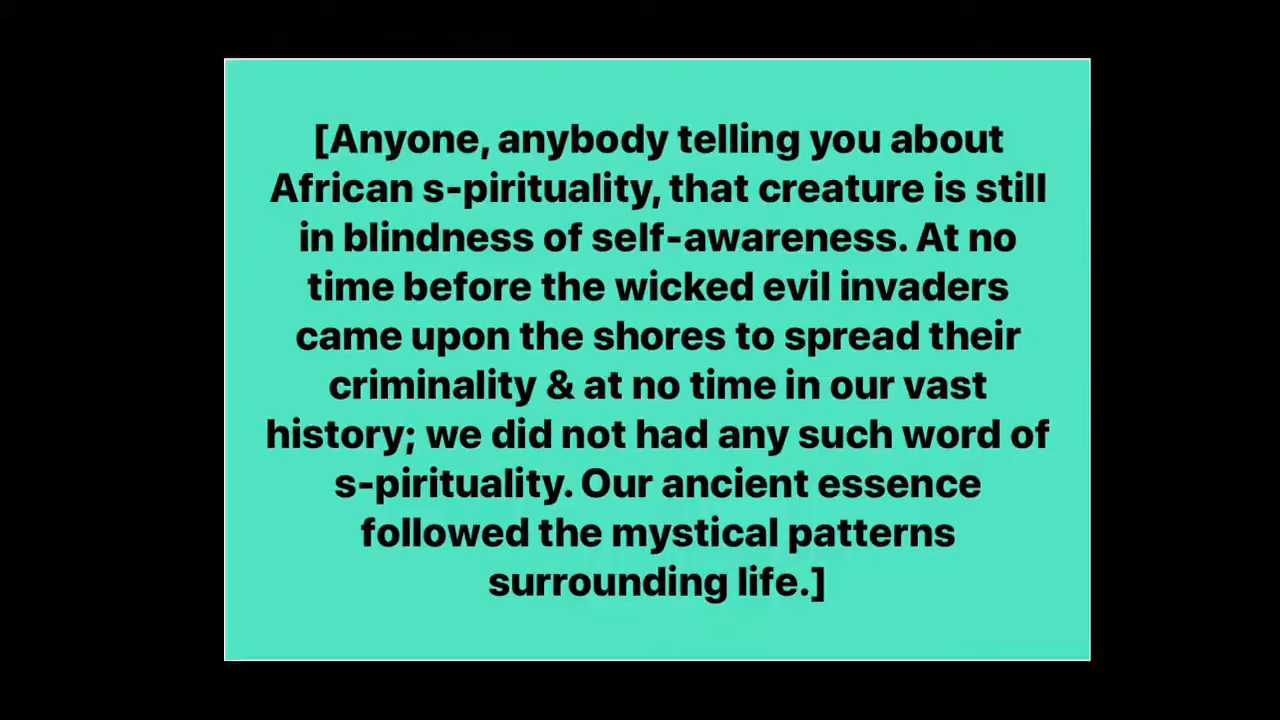 [Anyone, anybody telling you about
African s-pirituality, that creature is still
in blindness of self-awareness. At no
time before the wicked evil invaders
came upon the shores to spread their
criminality & at no time in our vast
history; we did not had any such word of
s-pirituality. Our ancient essence
followed the mystical patterns
surrounding life.]